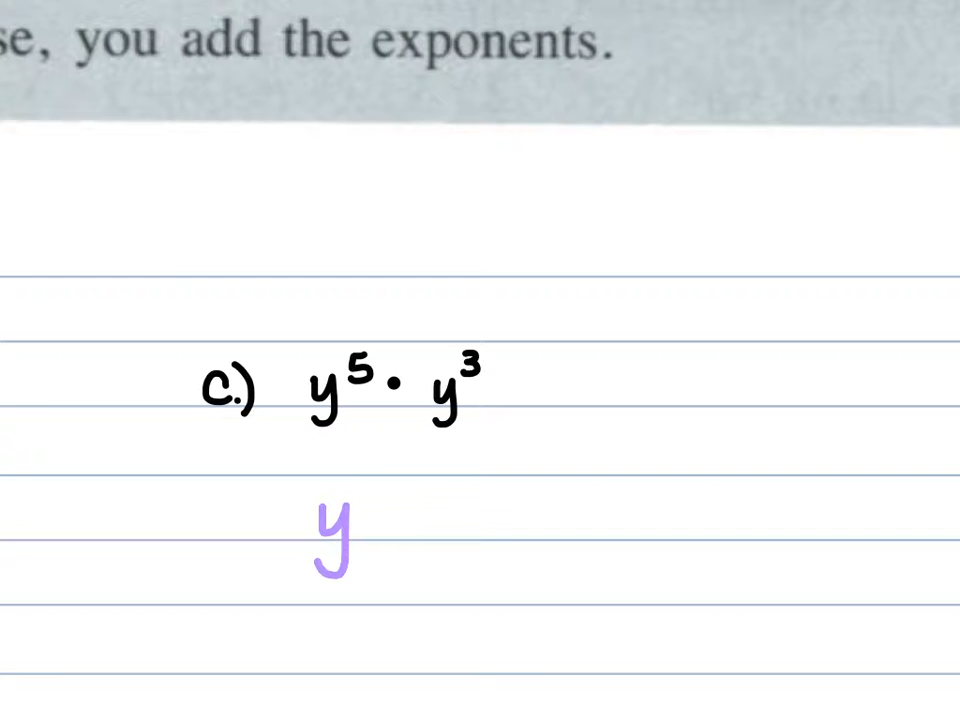 se, you add the exponents.
c.) y⁵ · y³
y